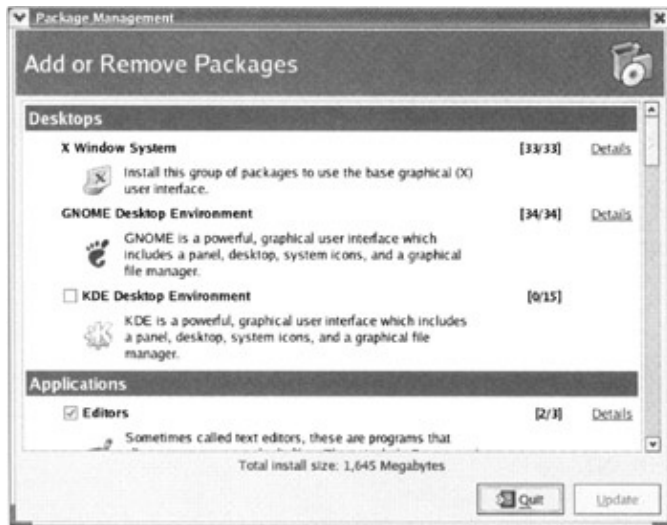 Package Management
Add or Remove Packages
Desktops
X Window System [33/33] Details
Install this group of packages to use the base graphical (X)
user interface.
GNOME Desktop Environment [34/34] Details
GNOME is a powerful, graphical user interface which
includes a panel, desktop, system icons, and a graphical
file manager.
KDE Desktop Environment [0/15]
KDE is a powerful, graphical user interface which includes
a panel, desktop, system icons, and a graphical file
manager.
Applications
Editors [2/3] Details
Sometimes called text editors, these are programs that
Total install size: 1,645 Megabytes
Quit Update